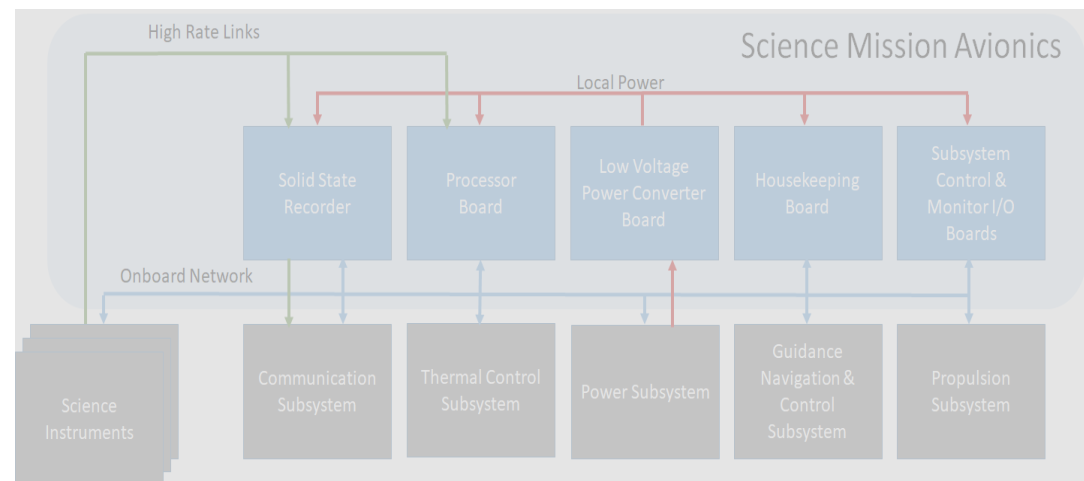 High Rate Links
Science Mission Avionics
Local Power
Solid State
Recorder
Processor
Board
Low Voltage
Power Converter
Board
Housekeeping
Board
Subsystem
Control &
Monitor I/O
Boards
Onboard Network
Science
Instruments
Communication
Subsystem
Thermal Control
Subsystem
Power Subsystem
Guidance
Navigation &
Control
Subsystem
Propulsion
Subsystem